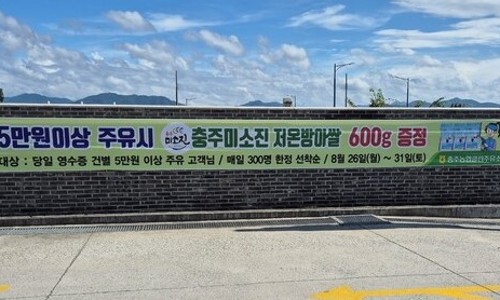 5만원이상 주유시 미소진 충주미소진 저온방아쌀 600g 증정
대상 : 당일 영수증 건별 5만원 이상 주유 고객님 / 매일 300명 한정 선착순 / 8월 26일(월) ~ 31일(토)